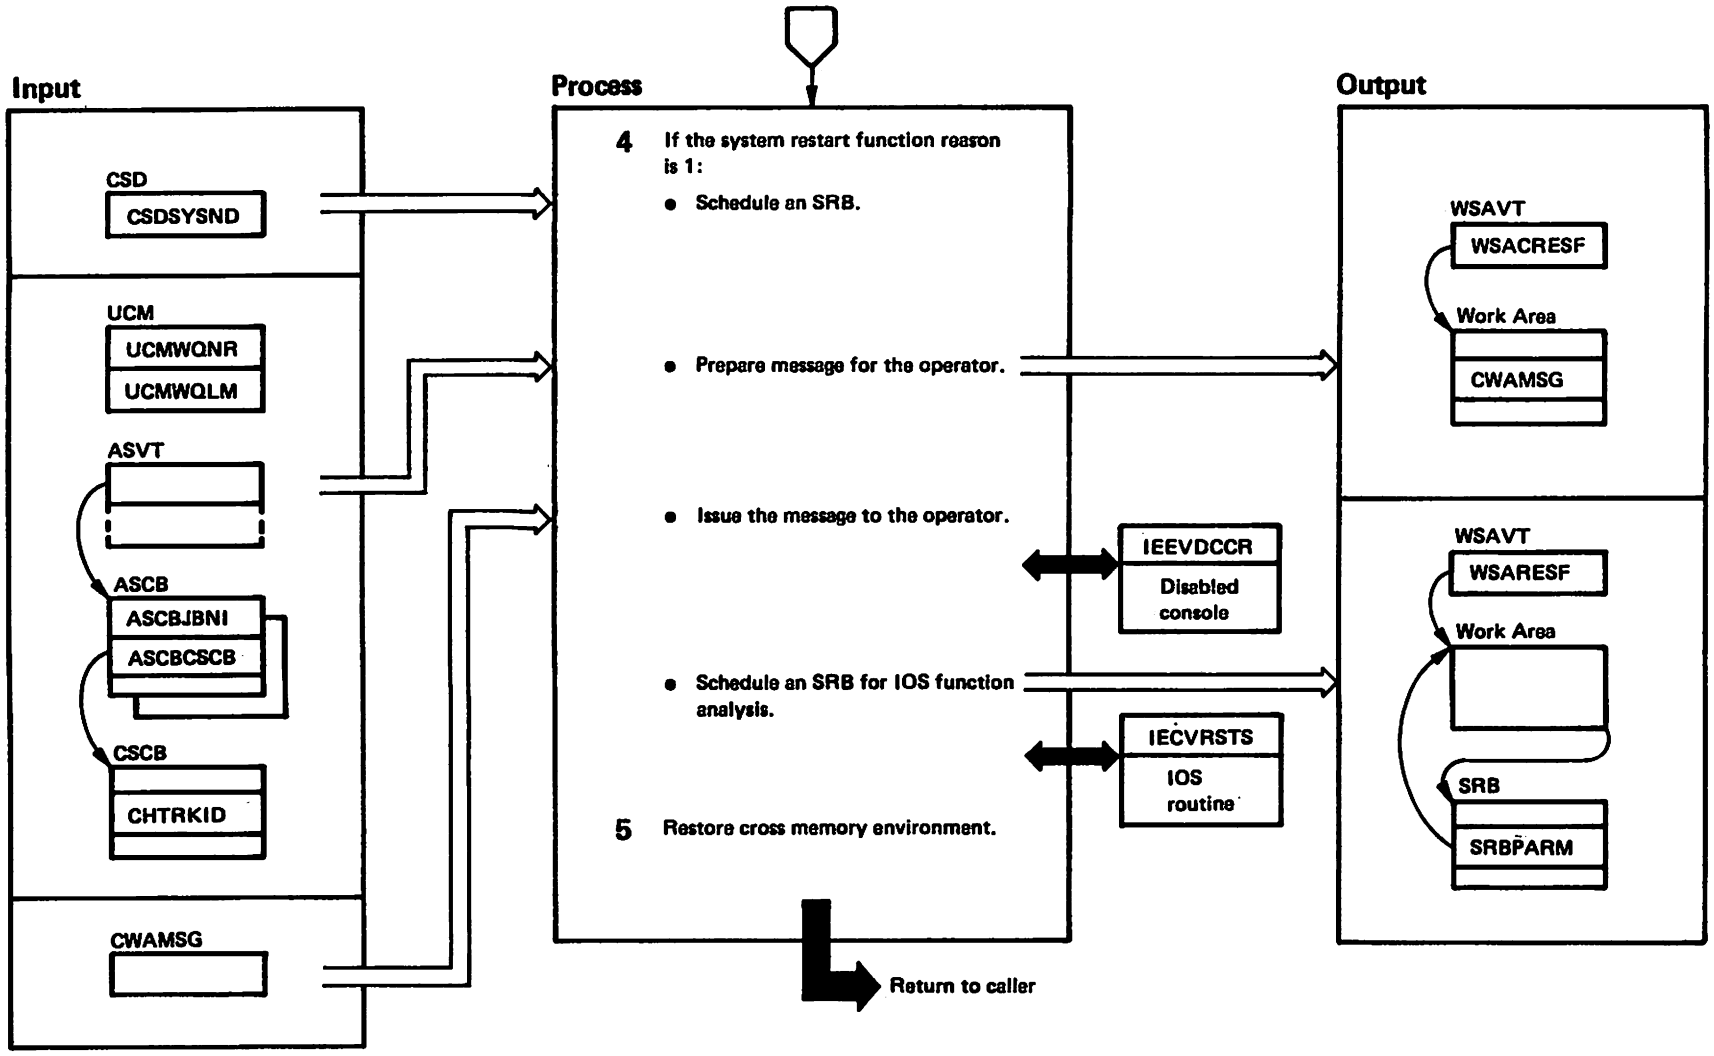 Input
CSD
CSDSYSND
UCM
UCMWQNR
UCMWQLM
ASVT
ASCB
ASCBJBNI
ASCBCSCB
CSCB
CHTRKID
CWAMSG
Process
4 If the system restart function reason
is 1:
• Schedule an SRB.
• Prepare message for the operator.
• Issue the message to the operator.
IEEVDCCR
Disabled
console
• Schedule an SRB for IOS function
analysis.
IECVRSTS
IOS
routine
5 Restore cross memory environment.
Return to caller
Output
WSAVT
WSACRESF
Work Area
CWAMSG
WSAVT
WSARESF
Work Area
SRB
SRBPARM